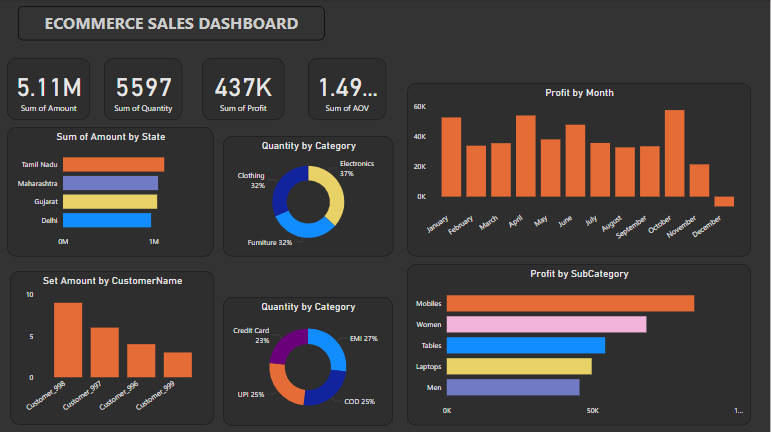 ECOMMERCE SALES DASHBOARD
5.11M
Sum of Amount
5597
Sum of Quantity
437K
Sum of Profit
1.49...
Sum of AOV
Sum of Amount by State
Tamil Nadu
Maharashtra
Gujarat
Delhi
0M
1M
Quantity by Category
Electronics
37%
Clothing
32%
Furniture 32%
Profit by Month
60K
40K
20K
0K
January
February
March
April
May
June
July
August
September
October
November
December
Set Amount by CustomerName
10
5
0
Customer_998
Customer_997
Customer_996
Customer_999
Quantity by Category
Credit Card
23%
EMI 27%
UPI 25%
COD 25%
Profit by SubCategory
Mobiles
Women
Tables
Laptops
Men
0K
50K
1...